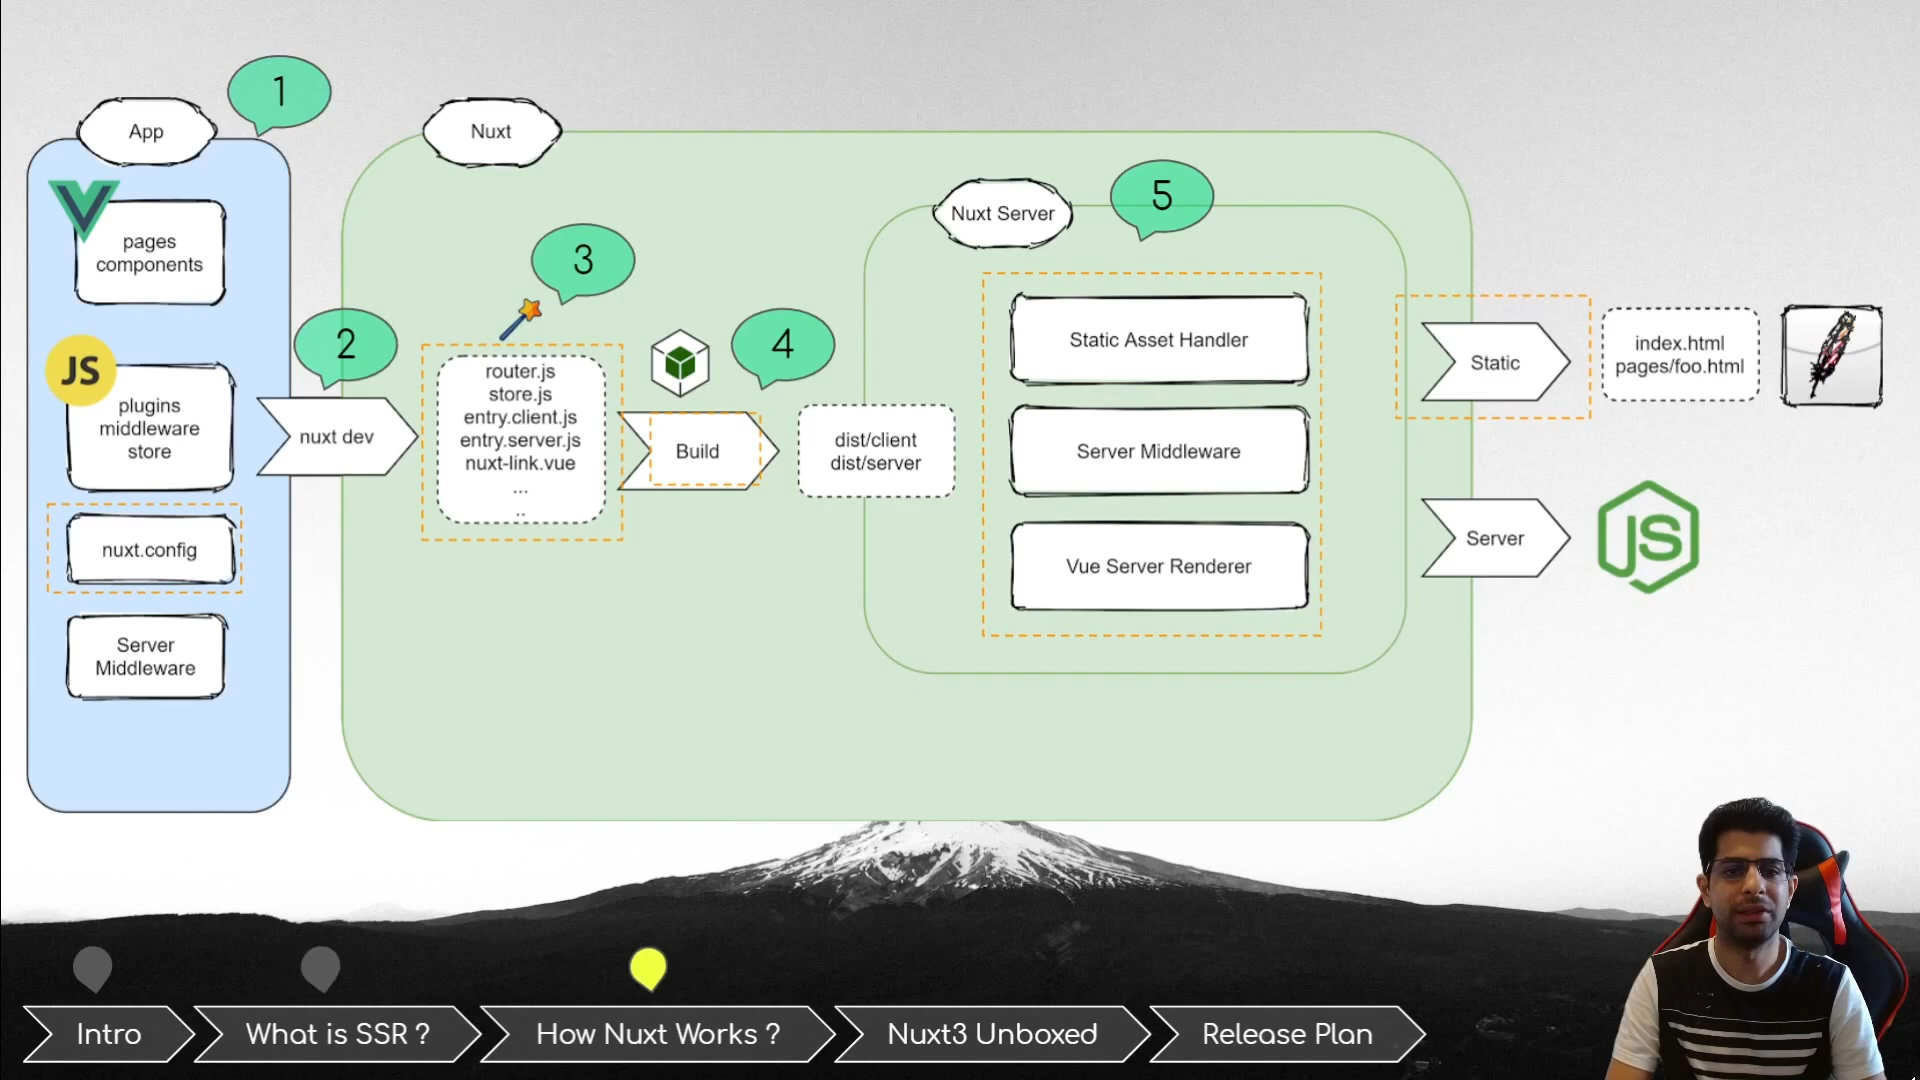 1
App
Nuxt
5
Nuxt Server
pages
components
3
Static Asset Handler
2
4
JS
router.js
store.js
entry.client.js
entry.server.js
nuxt-link.vue
...
..
plugins
middleware
store
nuxt dev
Build
dist/client
dist/server
Server Middleware
Static
index.html
pages/foo.html
nuxt.config
Vue Server Renderer
Server
JS
Server
Middleware
Intro
What is SSR ?
How Nuxt Works ?
Nuxt3 Unboxed
Release Plan